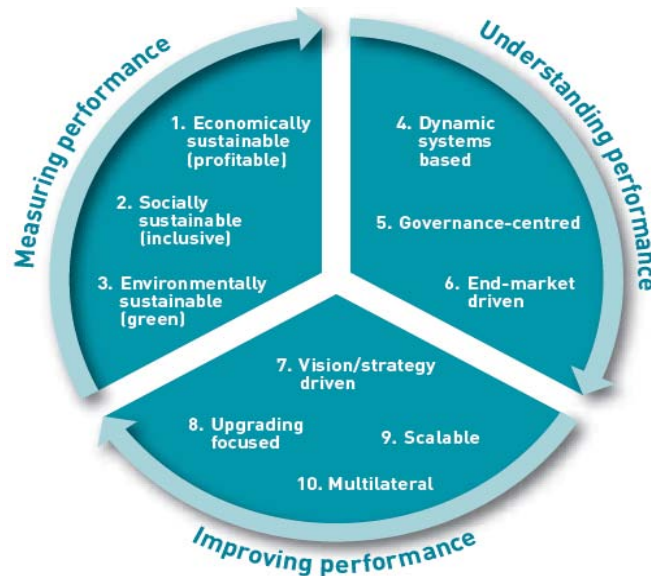 Measuring performance
1. Economically
sustainable
(profitable)
2. Socially
sustainable
(inclusive)
3. Environmentally
sustainable
(green)
Understanding performance
4. Dynamic
systems
based
5. Governance-centred
6. End-market
driven
7. Vision/strategy
driven
8. Upgrading
focused
9. Scalable
10. Multilateral
Improving performance